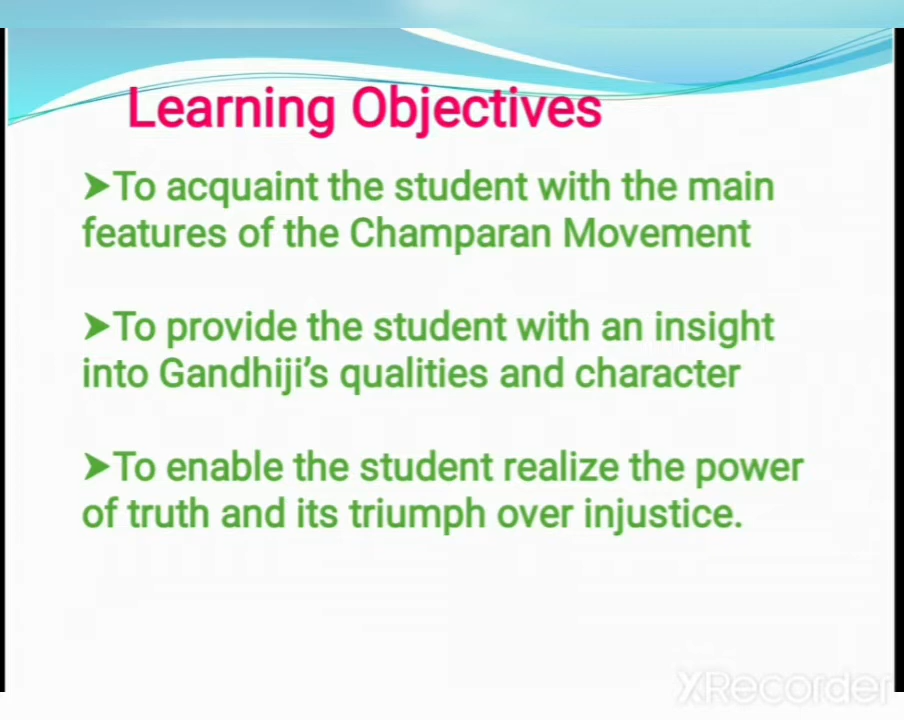 Learning Objectives
➤To acquaint the student with the main
features of the Champaran Movement
➤To provide the student with an insight
into Gandhiji's qualities and character
➤To enable the student realize the power
of truth and its triumph over injustice.
XRecorder